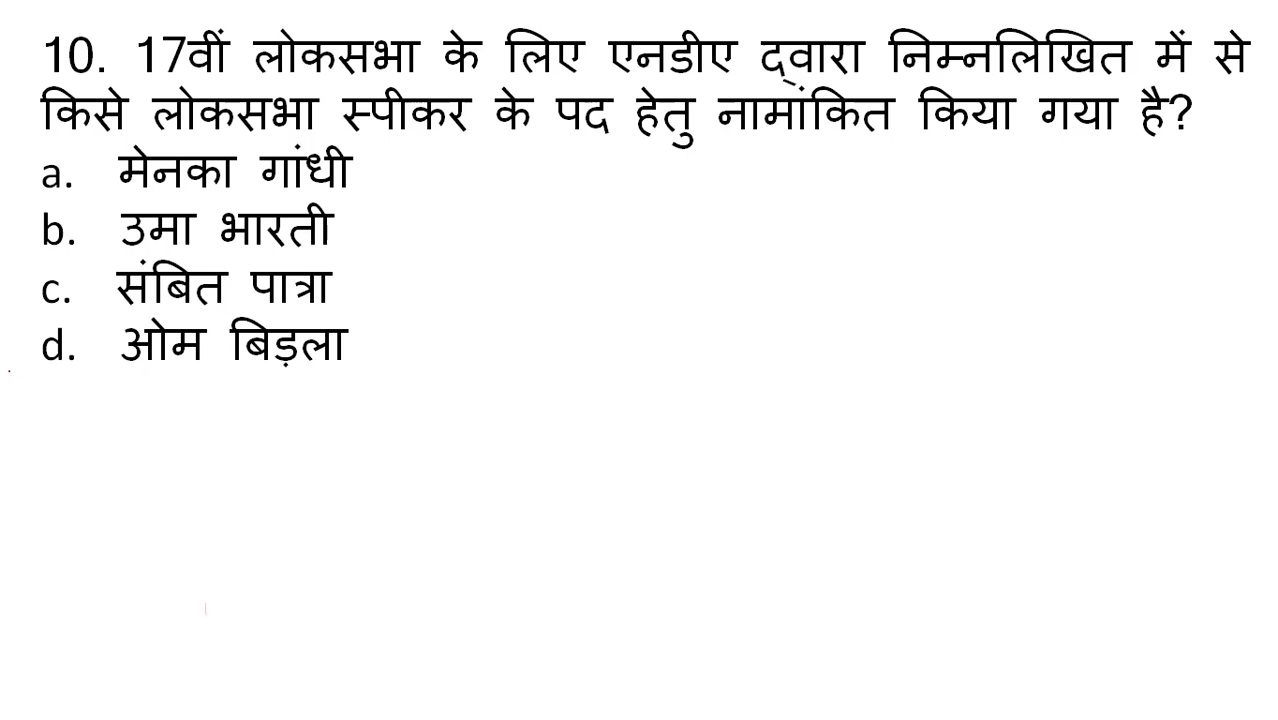 10. 17वीं लोकसभा के लिए एनडीए द्वारा निम्नलिखित में से
किसे लोकसभा स्पीकर के पद हेतु नामांकित किया गया है?
a. मेनका गांधी
b. उमा भारती
c. संबित पात्रा
d. ओम बिड़ला